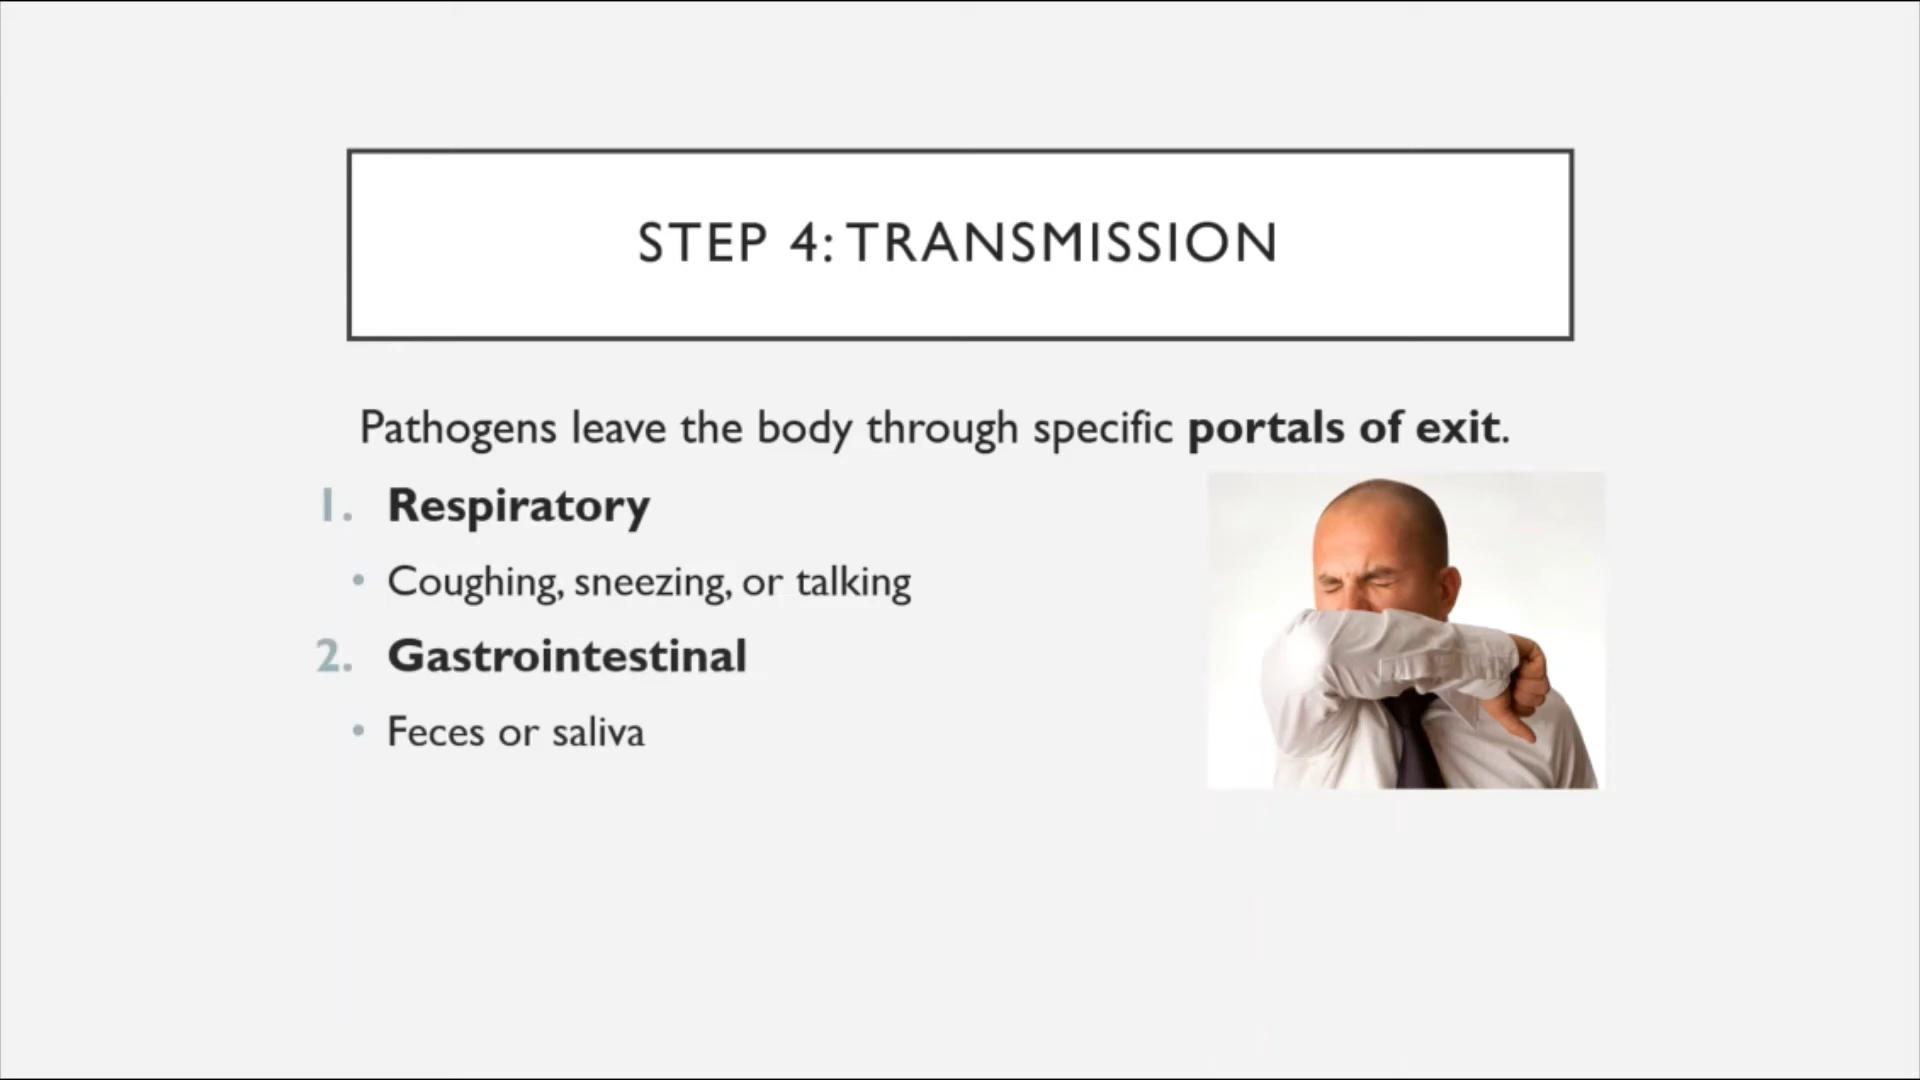 STEP 4: TRANSMISSION
Pathogens leave the body through specific portals of exit.
1. Respiratory
• Coughing, sneezing, or talking
2. Gastrointestinal
• Feces or saliva